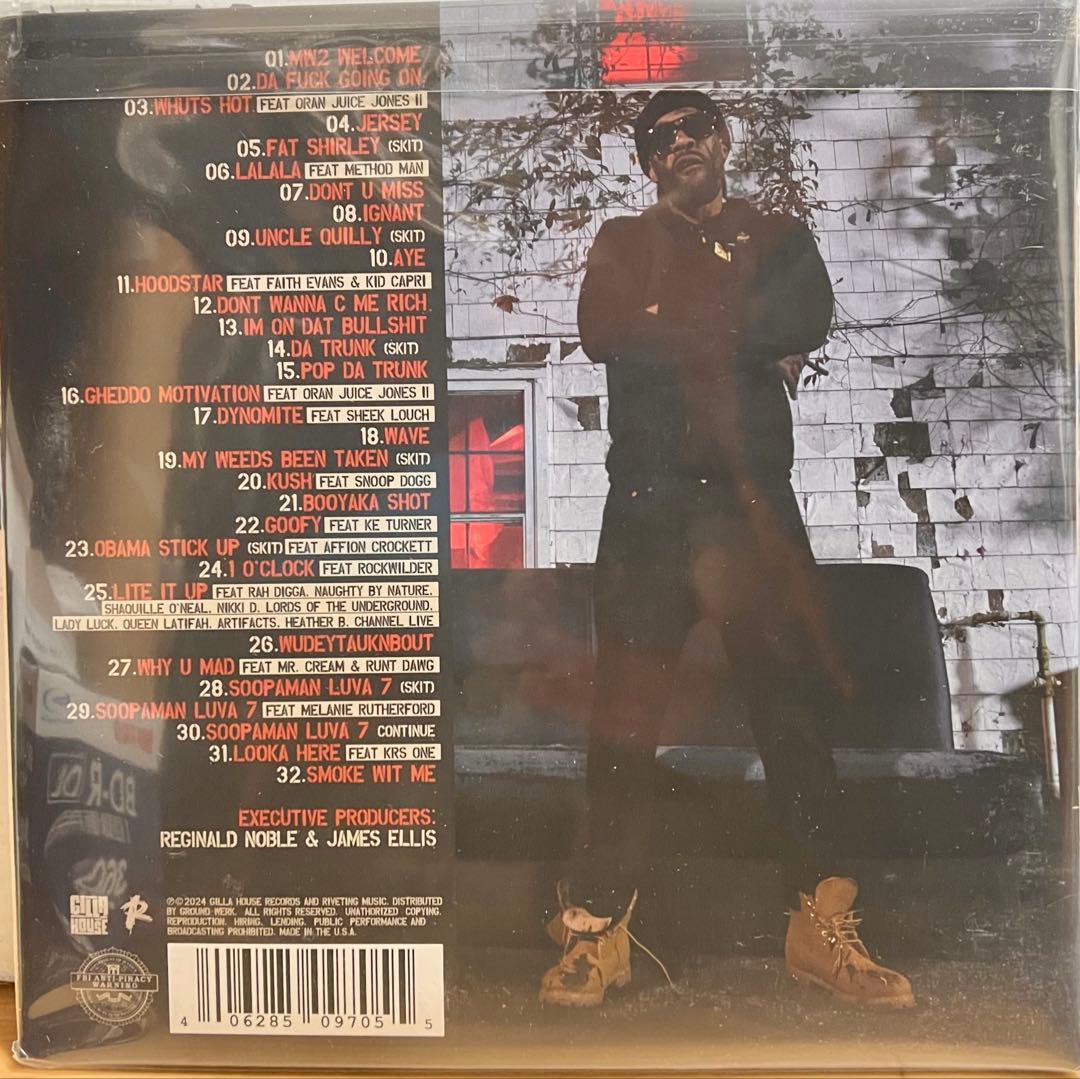 01.MW2 WELCOME
02.DA FUCK GOING ON
03.WHUTS HOT FEAT ORAN JUICE JONES II
04.JERSEY
05.FAT SHIRLEY (SKIT)
06.LALALA FEAT METHOD MAN
07.DONT U MISS
08.IGNANT
09.UNCLE QUILLY (SKIT)
10.AYE
11.HOODSTAR FEAT FAITH EVANS & KID CAPRI
12.DONT WANNA C ME RICH
13.IM ON DAT BULLSHIT
14.DA TRUNK (SKIT)
15.POP DA TRUNK
16.GHEDDO MOTIVATION FEAT ORAN JUICE JONES II
17.DYNOMITE FEAT SHEEK LOUCH
18.WAVE
19.MY WEEDS BEEN TAKEN (SKIT)
20.KUSH FEAT SNOOP DOGG
21.BOOYAKA SHOT
22.GOOFY FEAT KE TURNER
23.OBAMA STICK UP (SKIT) FEAT AFFION CROCKETT
24.1 O'CLOCK FEAT ROCKWILDER
25.LITE IT UP FEAT RAH DIGGA, NAUGHTY BY NATURE,
SHAQUILLE O'NEAL, NIKKI D, LORDS OF THE UNDERGROUND,
LADY LUCK, QUEEN LATIFAH, ARTIFACTS, HEATHER B, CHANNEL LIVE
26.WUDEYTAUKNBOUT
27.WHY U MAD FEAT MR. CREAM & RUNT DAWG
28.SOOPAMAN LUVA 7 (SKIT)
29.SOOPAMAN LUVA 7 FEAT MELANIE RUTHERFORD
30.SOOPAMAN LUVA 7 CONTINUE
31.LOOKA HERE FEAT KRS ONE
32.SMOKE WIT ME
EXECUTIVE PRODUCERS:
REGINALD NOBLE & JAMES ELLIS
GILLA
HOUSE
R
℗©2024 GILLA HOUSE RECORDS AND RIVETING MUSIC. DISTRIBUTED
BY GROUND-WERK. ALL RIGHTS RESERVED. UNATHORIZED COPYING,
REPRODUCTION, HIRING, LENDING, PUBLIC PERFORMANCE AND
BROADCASTING PROHIBITED. MADE IN THE U.S.A.
FBI ANTI-PIRACY
WARNING
4 06285 09705 5
7